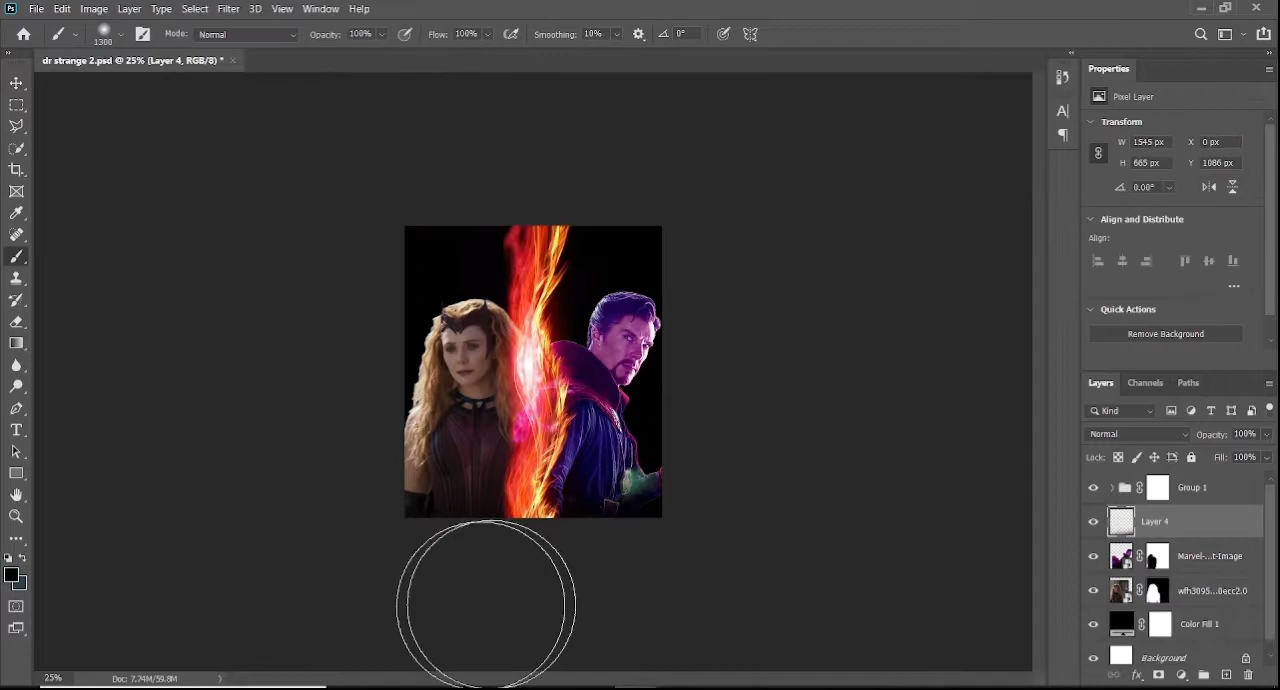 Ps File Edit Image Layer Type Select Filter 3D View Window Help
1300 Mode: Normal Opacity: 100% Flow: 100% Smoothing: 10% 0°
dr strange 2.psd @ 25% (Layer 4, RGB/8) *
Properties
Pixel Layer
Transform
W 1545 px X 0 px
H 665 px Y 1086 px
0.00°
Align and Distribute
Align:
Quick Actions
Remove Background
Layers Channels Paths
Kind
Normal Opacity: 100%
Lock: Fill: 100%
Group 1
Layer 4
Marvel-...t-Image
wfh3095...0ecc2.0
Color Fill 1
Background
25% Doc: 7.74M/59.8M